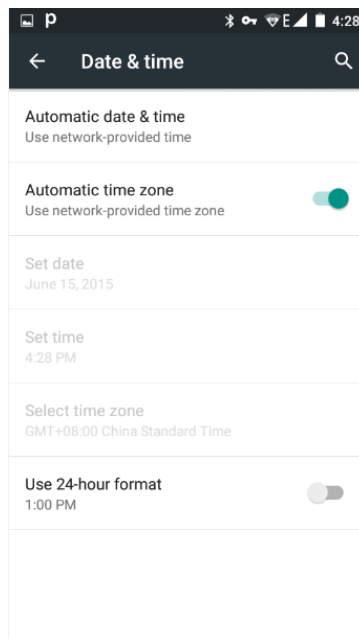 p E 4:28
Date & time
Automatic date & time
Use network-provided time
Automatic time zone
Use network-provided time zone
Set date
June 15, 2015
Set time
4:28 PM
Select time zone
GMT+08:00 China Standard Time
Use 24-hour format
1:00 PM